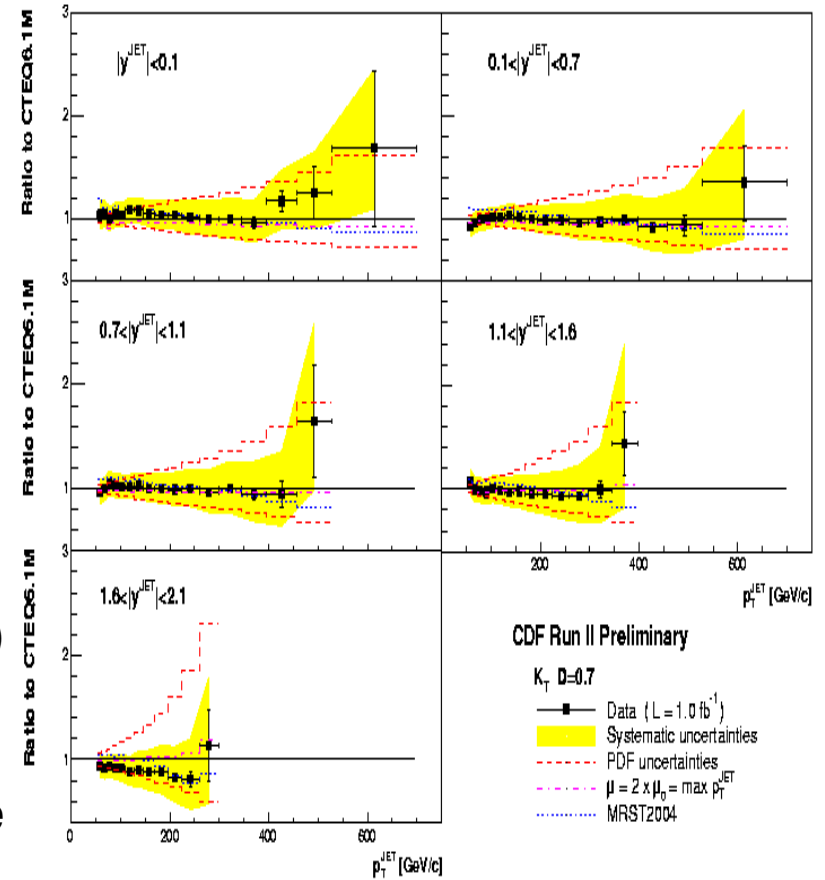 3
2
1
Ratio to CTEQ6.1M
|y^JET|<0.1
0.1<|y^JET|<0.7
3
2
1
Ratio to CTEQ6.1M
0.7<|y^JET|<1.1
1.1<|y^JET|<1.6
200 400 600
p_T^JET [GeV/c]
3
2
1
Ratio to CTEQ6.1M
1.6<|y^JET|<2.1
0 200 400 600
p_T^JET [GeV/c]
CDF Run II Preliminary
K_T D=0.7
Data ( L = 1.0 fb^-1)
Systematic uncertainties
PDF uncertainties
μ = 2 x μ_0 = max p_T^JET
MRST2004